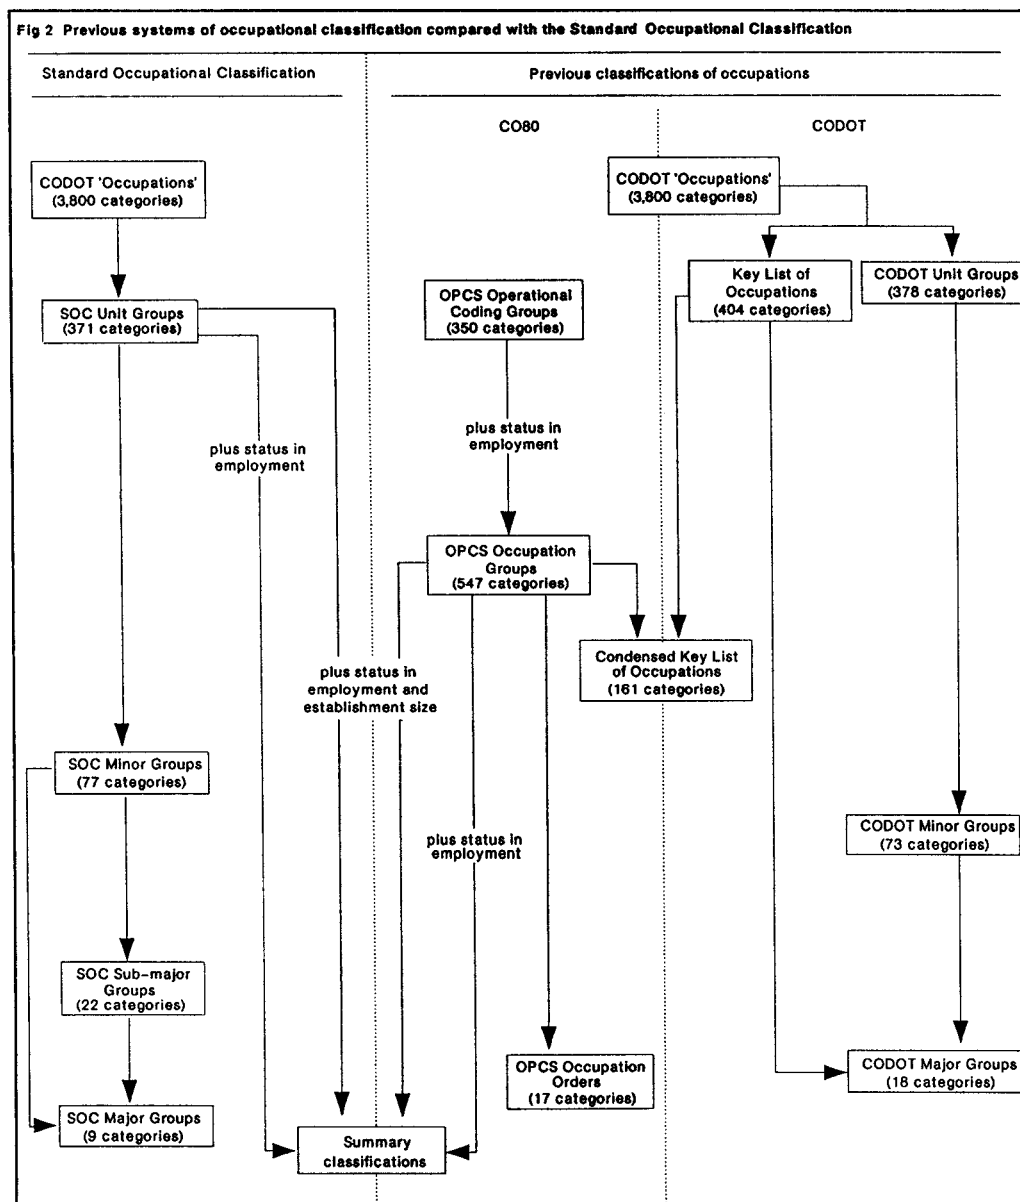 Fig 2 Previous systems of occupational classification compared with the Standard Occupational Classification
Standard Occupational Classification
Previous classifications of occupations
CO80
CODOT
CODOT 'Occupations'
(3,800 categories)
SOC Unit Groups
(371 categories)
plus status in
employment
plus status in
employment and
establishment size
SOC Minor Groups
(77 categories)
SOC Sub-major
Groups
(22 categories)
SOC Major Groups
(9 categories)
OPCS Operational
Coding Groups
(350 categories)
plus status in
employment
OPCS Occupation
Groups
(547 categories)
plus status in
employment
OPCS Occupation
Orders
(17 categories)
Summary
classifications
CODOT 'Occupations'
(3,800 categories)
Key List of
Occupations
(404 categories)
CODOT Unit Groups
(378 categories)
Condensed Key List
of Occupations
(161 categories)
CODOT Minor Groups
(73 categories)
CODOT Major Groups
(18 categories)